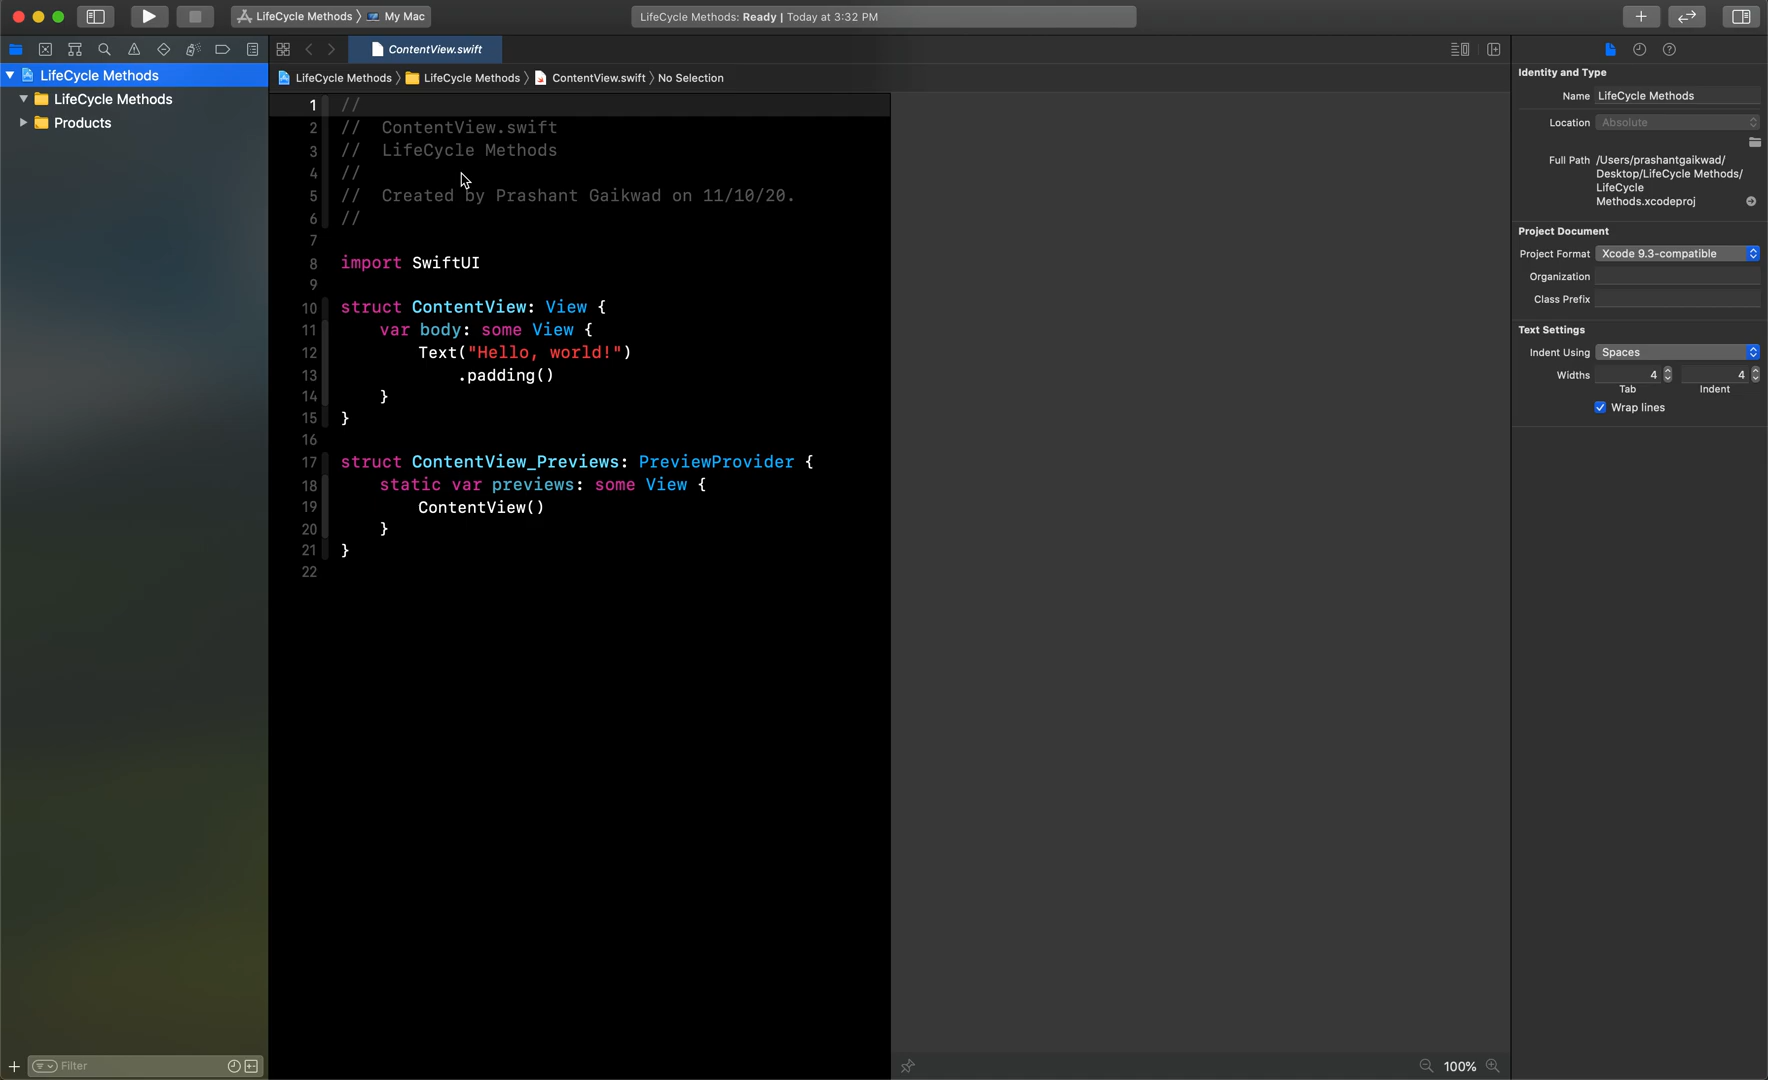 LifeCycle Methods 〉 My Mac
LifeCycle Methods: Ready | Today at 3:32 PM
ContentView.swift
LifeCycle Methods 〉 LifeCycle Methods 〉 ContentView.swift 〉 No Selection
LifeCycle Methods
LifeCycle Methods
Products
1 //
2 //  ContentView.swift
3 //  LifeCycle Methods
4 //
5 //  Created by Prashant Gaikwad on 11/10/20.
6 //
7
8 import SwiftUI
9
10 struct ContentView: View {
11     var body: some View {
12         Text("Hello, world!")
13             .padding()
14     }
15 }
16
17 struct ContentView_Previews: PreviewProvider {
18     static var previews: some View {
19         ContentView()
20     }
21 }
22
Identity and Type
Name LifeCycle Methods
Location Absolute
Full Path /Users/prashantgaikwad/
Desktop/LifeCycle Methods/
LifeCycle
Methods.xcodeproj
Project Document
Project Format Xcode 9.3-compatible
Organization
Class Prefix
Text Settings
Indent Using Spaces
Widths 4 4
Tab Indent
Wrap lines
Filter
100%